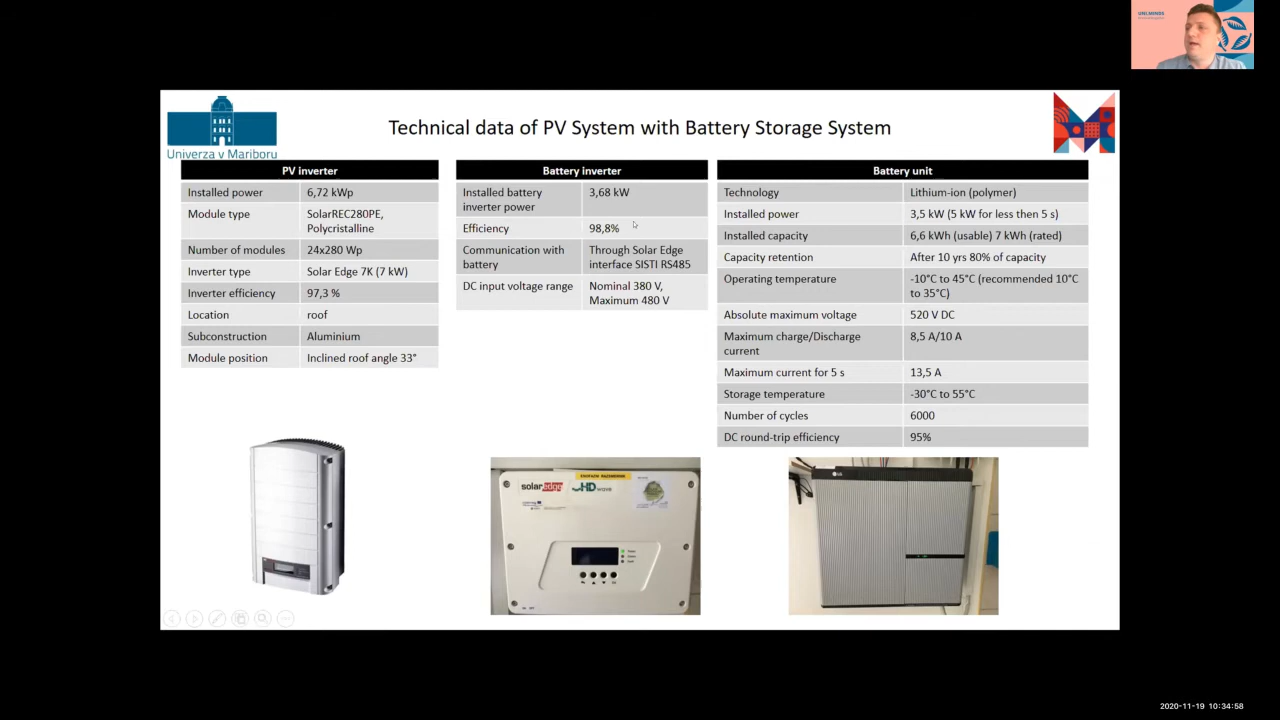 UNI.MINDS
Technical data of PV System with Battery Storage System
Univerza v Mariboru
PV inverter
Installed power 6,72 kWp
Module type SolarREC280PE,
Polycristalline
Number of modules 24x280 Wp
Inverter type Solar Edge 7K (7 kW)
Inverter efficiency 97,3 %
Location roof
Subconstruction Aluminium
Module position Inclined roof angle 33°
Battery inverter
Installed battery 3,68 kW
inverter power
Efficiency 98,8%
Communication with Through Solar Edge
battery interface SISTI RS485
DC input voltage range Nominal 380 V,
Maximum 480 V
Battery unit
Technology Lithium-ion (polymer)
Installed power 3,5 kW (5 kW for less then 5 s)
Installed capacity 6,6 kWh (usable) 7 kWh (rated)
Capacity retention After 10 yrs 80% of capacity
Operating temperature -10°C to 45°C (recommended 10°C
to 35°C)
Absolute maximum voltage 520 V DC
Maximum charge/Discharge 8,5 A/10 A
current
Maximum current for 5 s 13,5 A
Storage temperature -30°C to 55°C
Number of cycles 6000
DC round-trip efficiency 95%
solaredge
HD wave
LG
2020-11-19 10:34:58